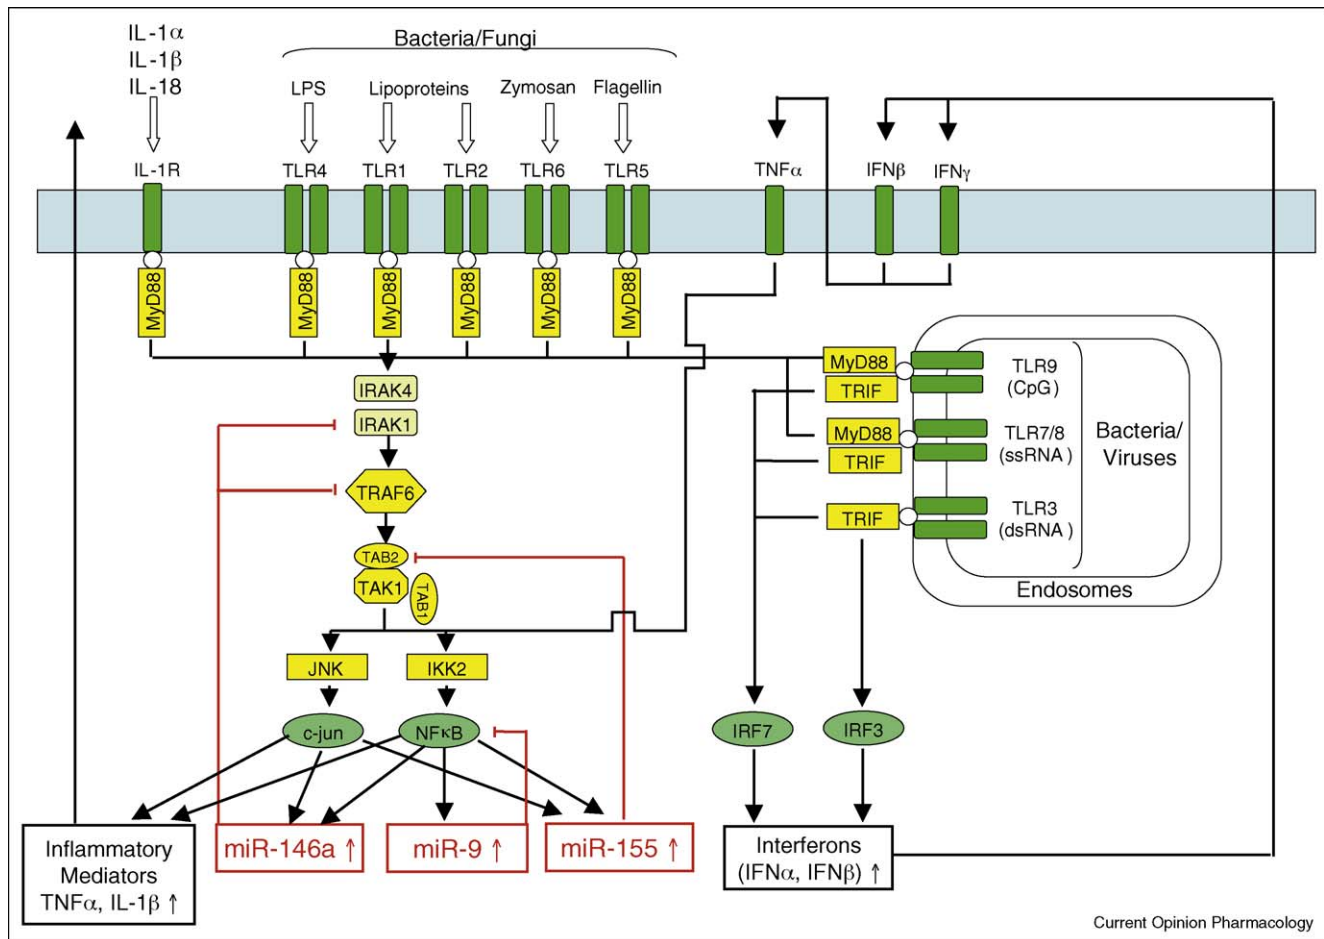 IL-1α
IL-1β
IL-18
Bacteria/Fungi
LPS
Lipoproteins
Zymosan
Flagellin
IL-1R
TLR4
TLR1
TLR2
TLR6
TLR5
TNFα
IFNβ
IFNγ
MyD88
MyD88
MyD88
MyD88
MyD88
MyD88
IRAK4
IRAK1
TRAF6
TAB2
TAK1
TAB1
JNK
IKK2
c-jun
NFκB
MyD88
TRIF
TLR9
(CpG)
MyD88
TRIF
TLR7/8
(ssRNA)
TRIF
TLR3
(dsRNA)
Bacteria/
Viruses
Endosomes
IRF7
IRF3
Inflammatory
Mediators
TNFα, IL-1β ↑
miR-146a ↑
miR-9 ↑
miR-155 ↑
Interferons
(IFNα, IFNβ) ↑
Current Opinion Pharmacology